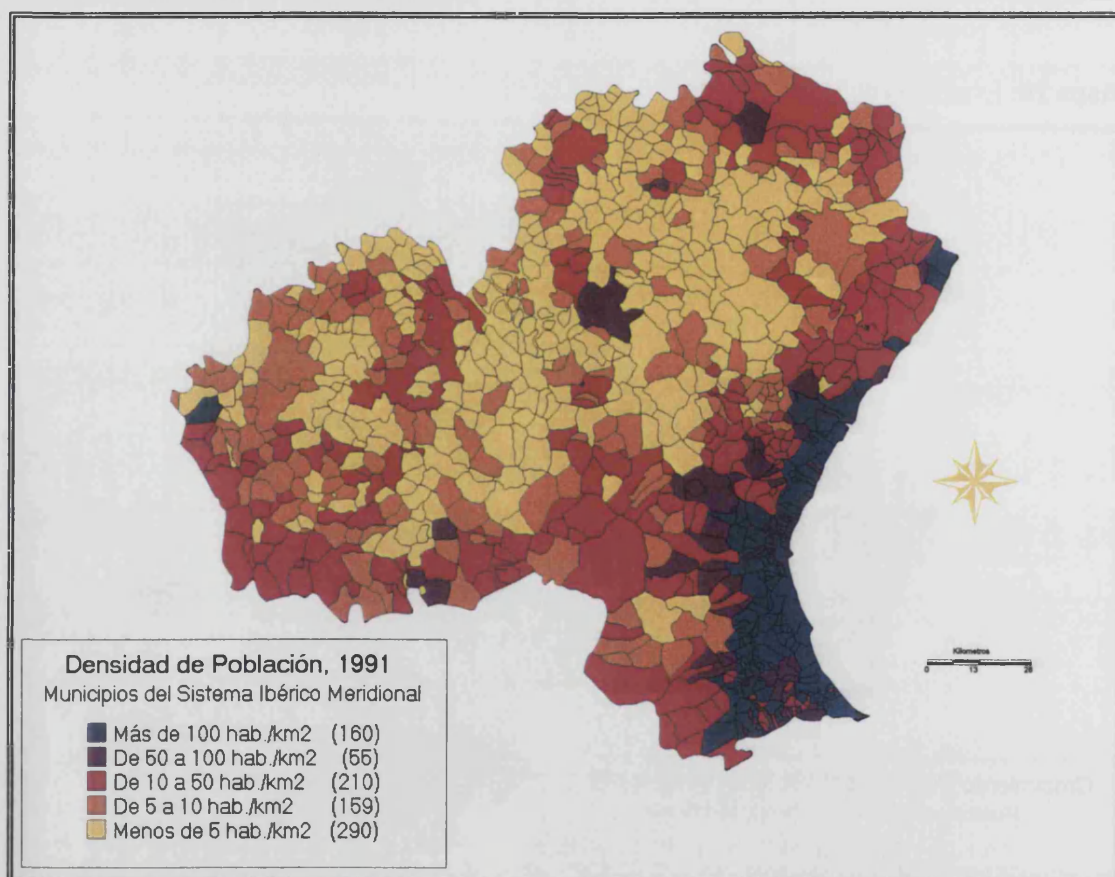 Densidad de Población, 1991
Municipios del Sistema Ibérico Meridional
Más de 100 hab./km2 (160)
De 50 a 100 hab./km2 (55)
De 10 a 50 hab./km2 (210)
De 5 a 10 hab./km2 (159)
Menos de 5 hab./km2 (290)
Kilometros
0 13 26